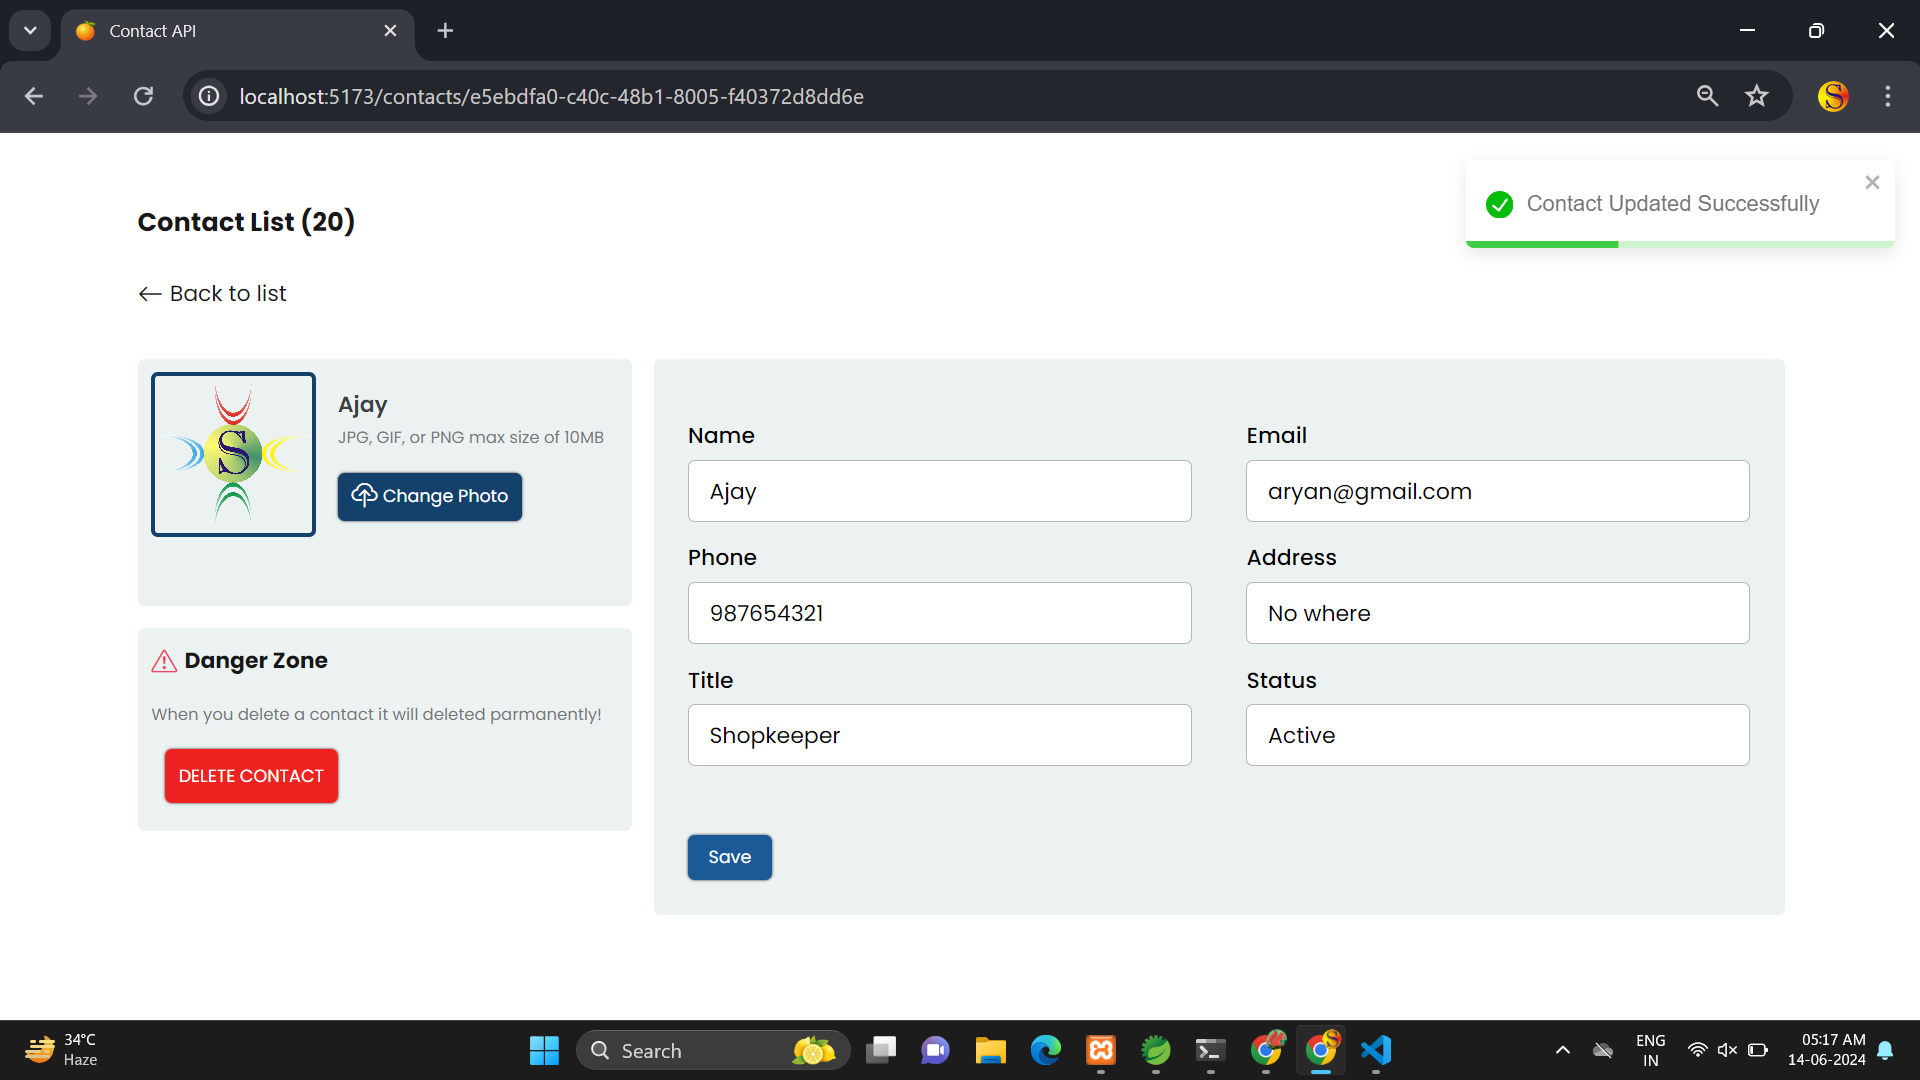 Contact API
localhost:5173/contacts/e5ebdfa0-c40c-48b1-8005-f40372d8dd6e
S
Contact Updated Successfully
Contact List (20)
Back to list
S
Ajay
JPG, GIF, or PNG max size of 10MB
Change Photo
Danger Zone
When you delete a contact it will deleted parmanently!
DELETE CONTACT
Name
Ajay
Email
aryan@gmail.com
Phone
987654321
Address
No where
Title
Shopkeeper
Status
Active
Save
34°C
Haze
Search
ENG
IN
05:17 AM
14-06-2024